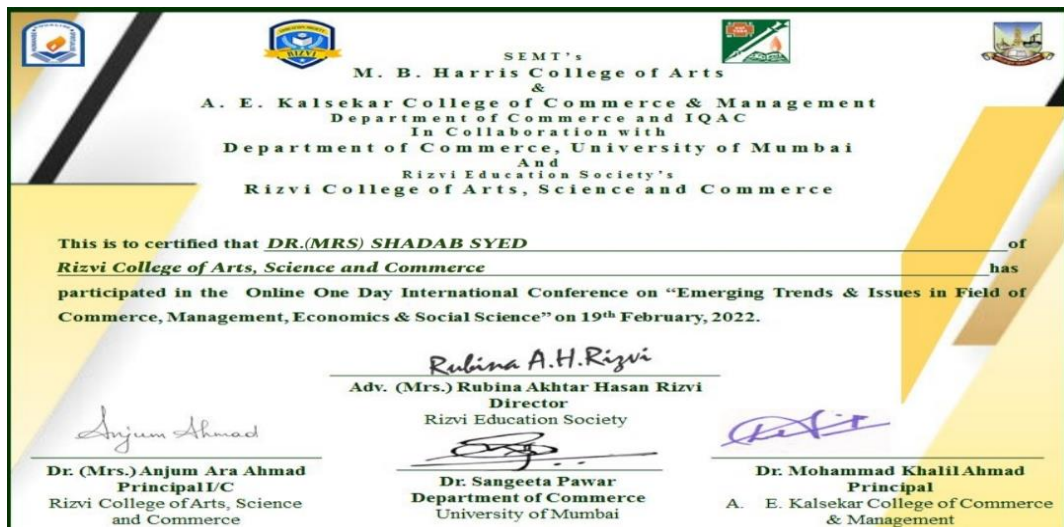 RIZVI
SEMT's
M. B. Harris College of Arts
&
A. E. Kalsekar College of Commerce & Management
Department of Commerce and IQAC
In Collaboration with
Department of Commerce, University of Mumbai
And
Rizvi Education Society's
Rizvi College of Arts, Science and Commerce
This is to certified that DR.(MRS) SHADAB SYED of
Rizvi College of Arts, Science and Commerce has
participated in the Online One Day International Conference on “Emerging Trends & Issues in Field of
Commerce, Management, Economics & Social Science” on 19th February, 2022.
Rubina A.H.Rizvi
Adv. (Mrs.) Rubina Akhtar Hasan Rizvi
Director
Rizvi Education Society
Anjum Ahmad
Dr. (Mrs.) Anjum Ara Ahmad
Principal I/C
Rizvi College of Arts, Science
and Commerce
Dr. Sangeeta Pawar
Department of Commerce
University of Mumbai
Dr. Mohammad Khalil Ahmad
Principal
A. E. Kalsekar College of Commerce
& Management